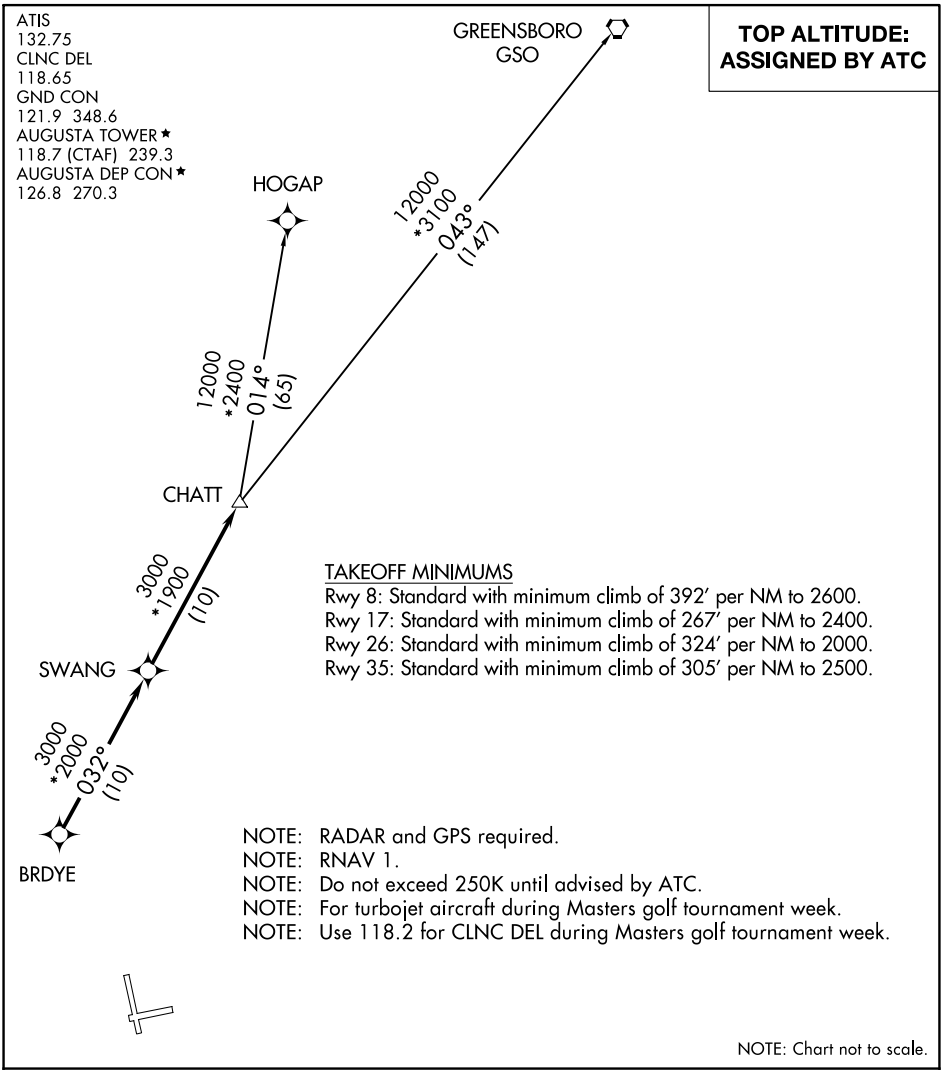 ATIS
132.75
CLNC DEL
118.65
GND CON
121.9 348.6
AUGUSTA TOWER★
118.7 (CTAF) 239.3
AUGUSTA DEP CON★
126.8 270.3
GREENSBORO
GSO
TOP ALTITUDE:
ASSIGNED BY ATC
HOGAP
12000
*3100
043°
(147)
12000
*2400
014°
(65)
CHATT
3000
*1900
(10)
SWANG
3000
*2000
032°
(10)
BRDYE
TAKEOFF MINIMUMS
Rwy 8: Standard with minimum climb of 392' per NM to 2600.
Rwy 17: Standard with minimum climb of 267' per NM to 2400.
Rwy 26: Standard with minimum climb of 324' per NM to 2000.
Rwy 35: Standard with minimum climb of 305' per NM to 2500.
NOTE: RADAR and GPS required.
NOTE: RNAV 1.
NOTE: Do not exceed 250K until advised by ATC.
NOTE: For turbojet aircraft during Masters golf tournament week.
NOTE: Use 118.2 for CLNC DEL during Masters golf tournament week.
NOTE: Chart not to scale.